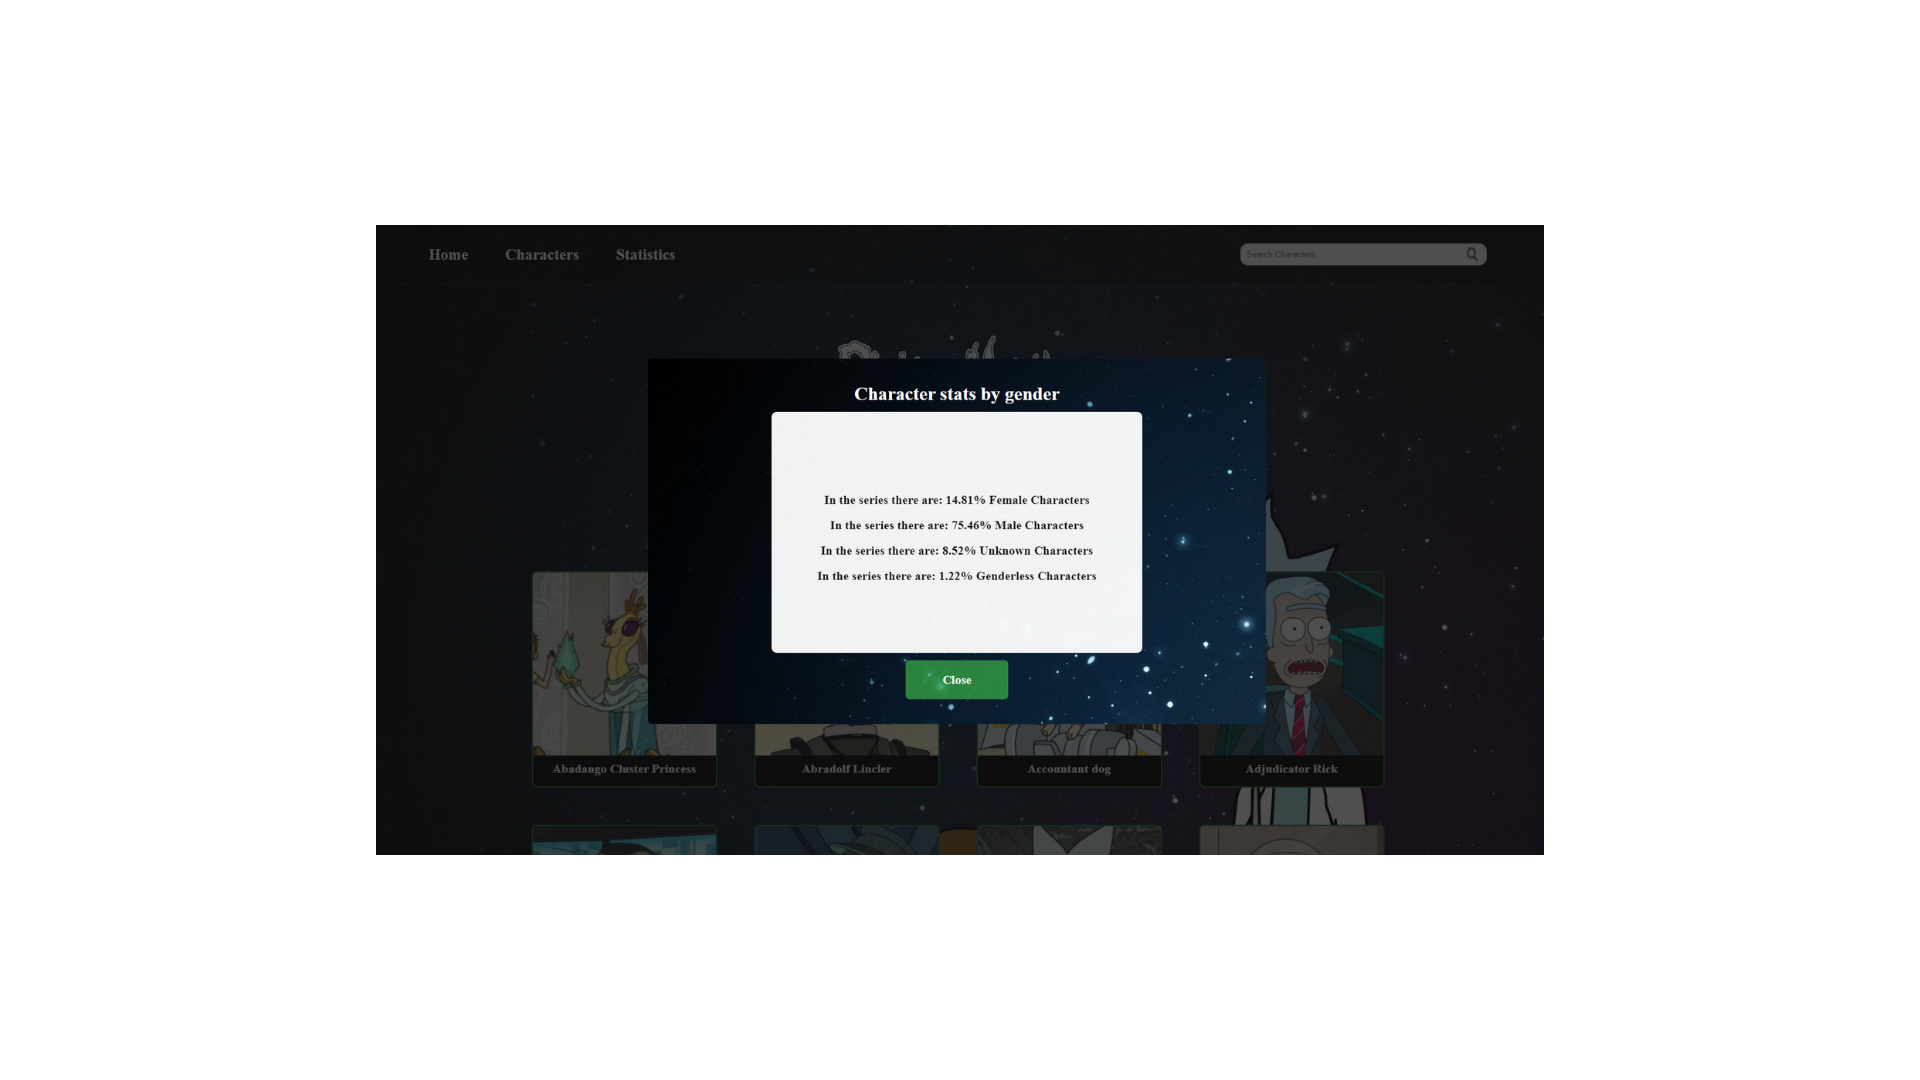 Home Characters Statistics
Search Characters
Character stats by gender
In the series there are: 14.81% Female Characters
In the series there are: 75.46% Male Characters
In the series there are: 8.52% Unknown Characters
In the series there are: 1.22% Genderless Characters
Close
Abadango Cluster Princess
Abradolf Lincler
Accountant dog
Adjudicator Rick